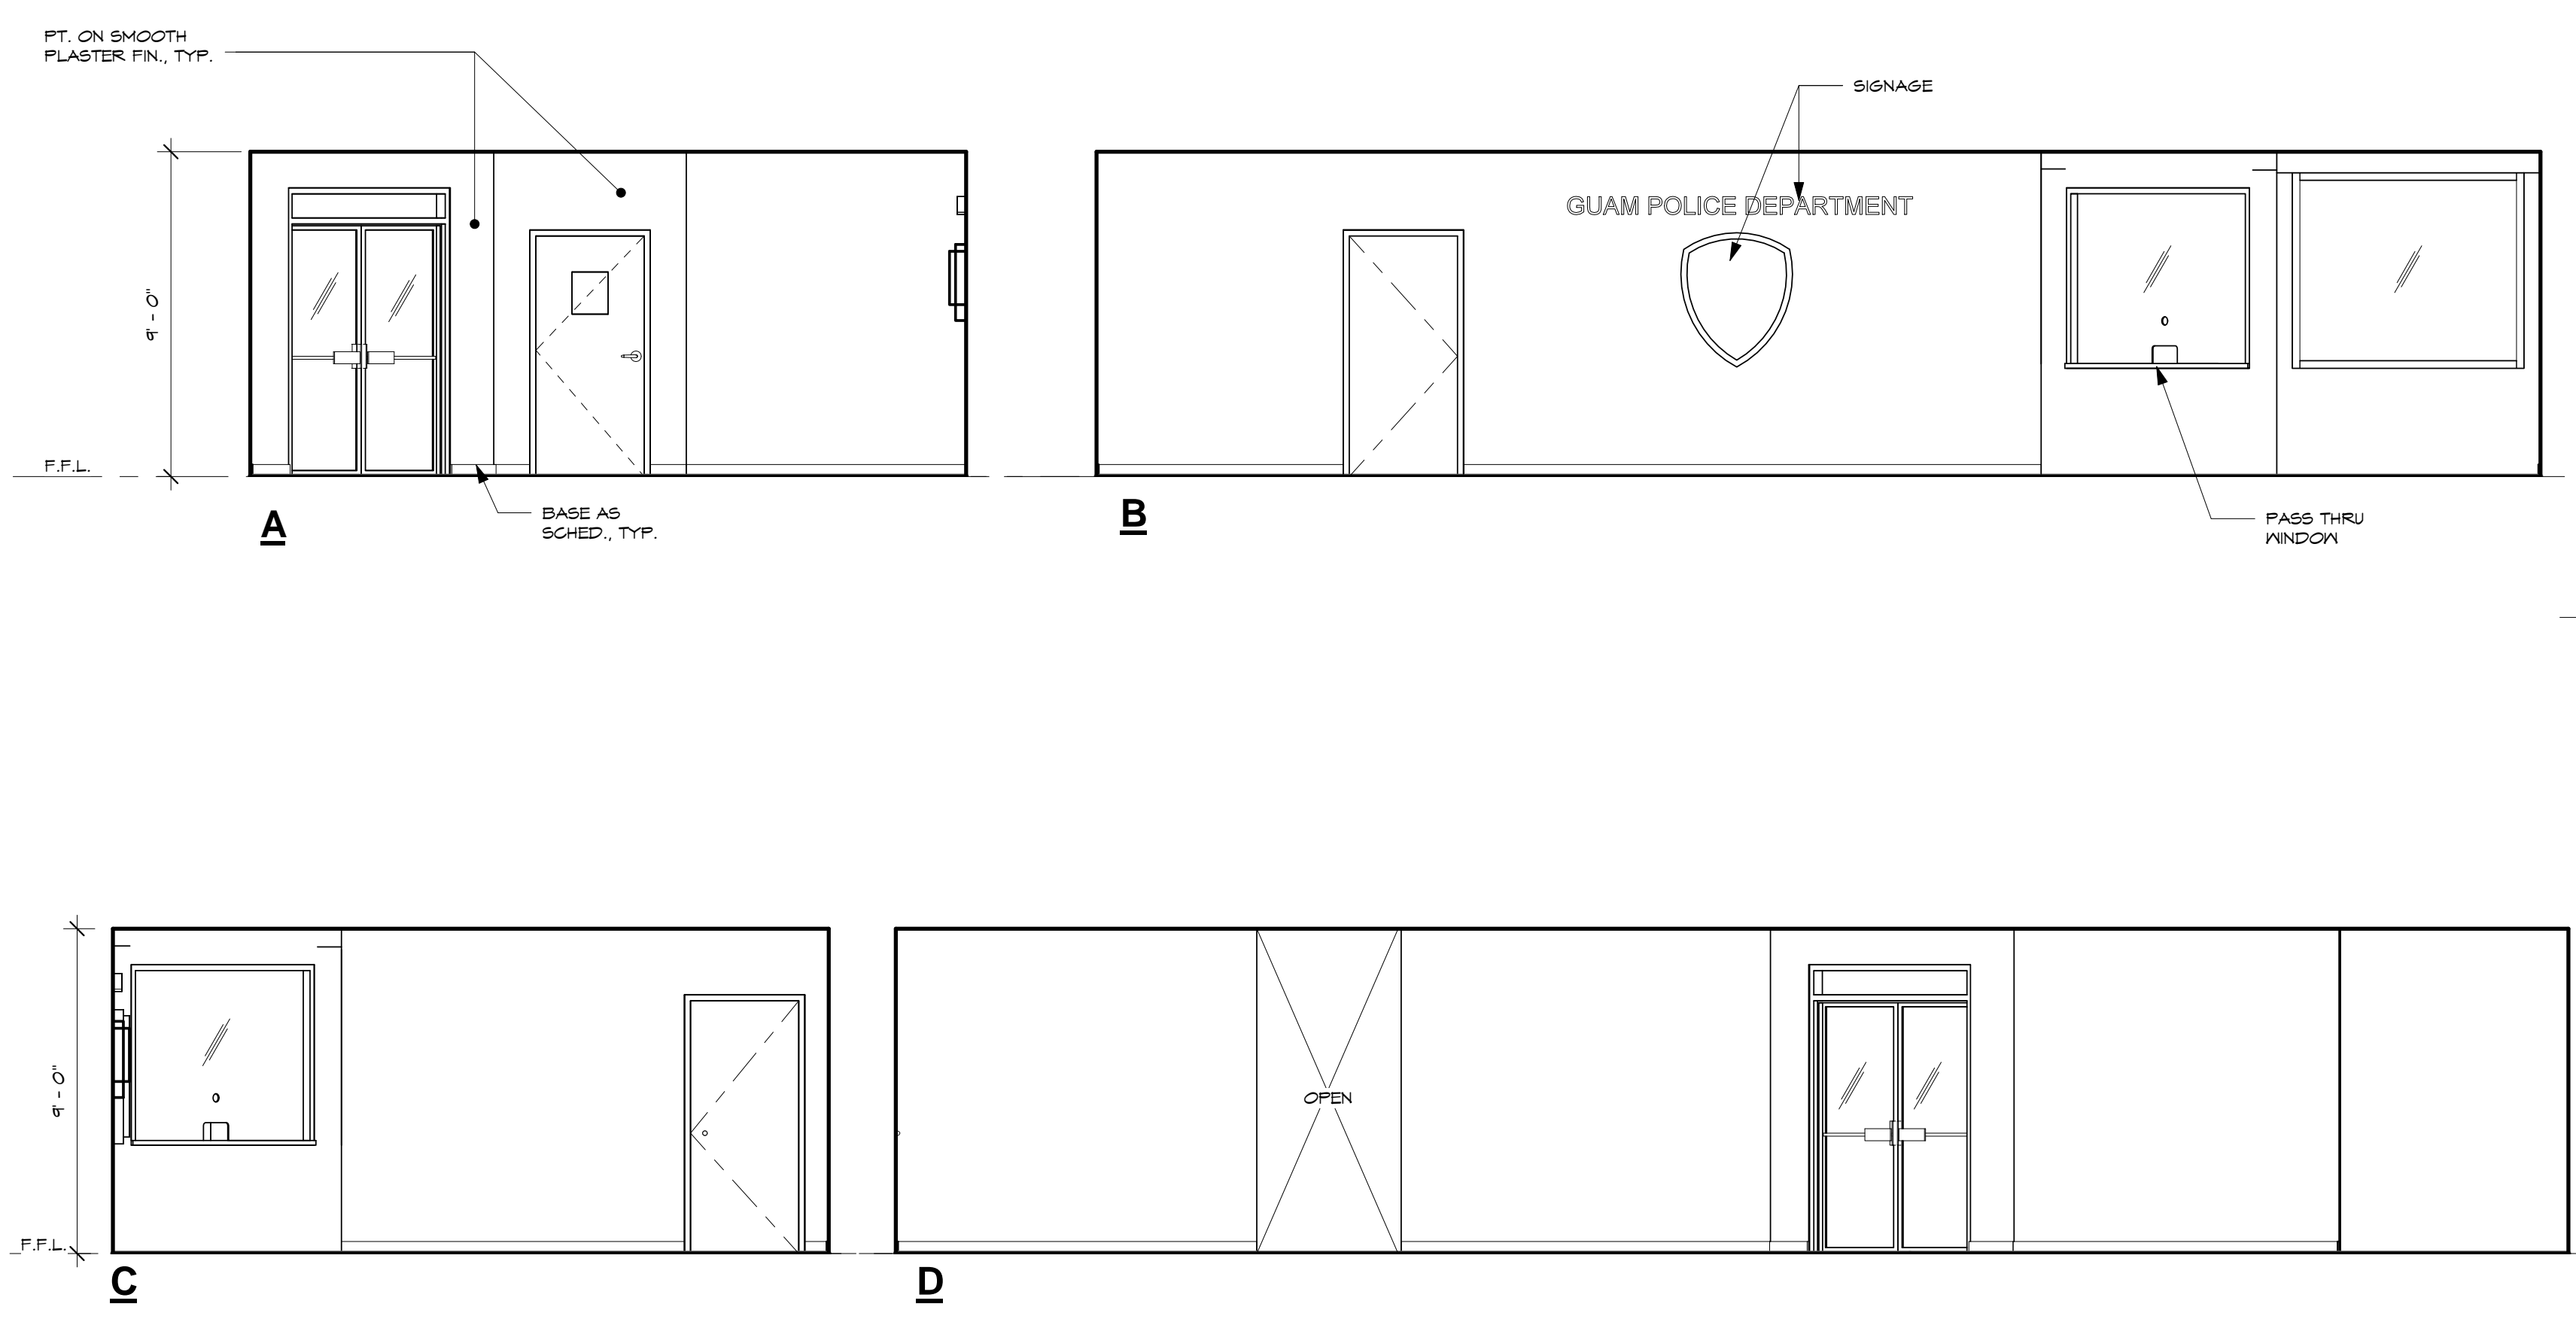 PT. ON SMOOTH
PLASTER FIN., TYP.
SIGNAGE
GUAM POLICE DEPARTMENT
9' - 0"
F.F.L.
A
BASE AS
SCHED., TYP.
B
PASS THRU
WINDOW
9' - 0"
OPEN
F.F.L.
C
D